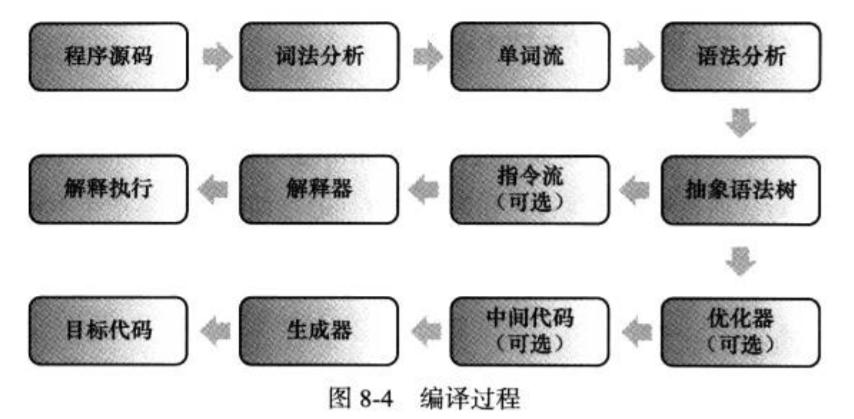 程序源码
词法分析
单词流
语法分析
解释执行
解释器
指令流
（可选）
抽象语法树
目标代码
生成器
中间代码
（可选）
优化器
（可选）
图 8-4 编译过程